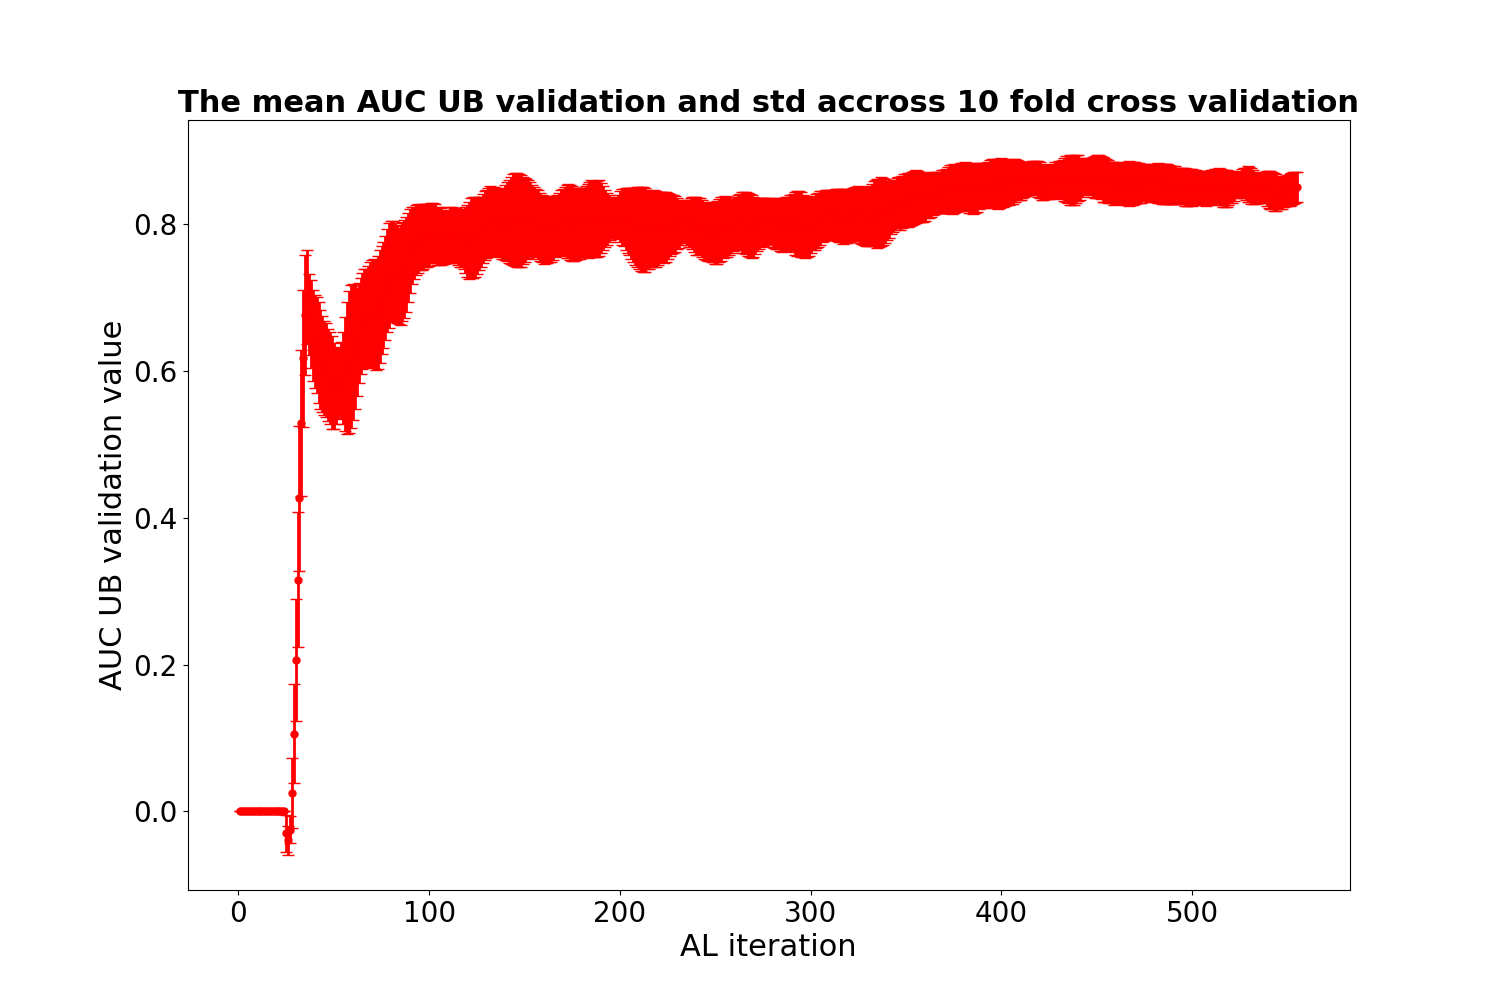 The mean AUC UB validation and std accross 10 fold cross validation
AUC UB validation value
0.8
0.6
0.4
0.2
0.0
0 100 200 300 400 500
AL iteration